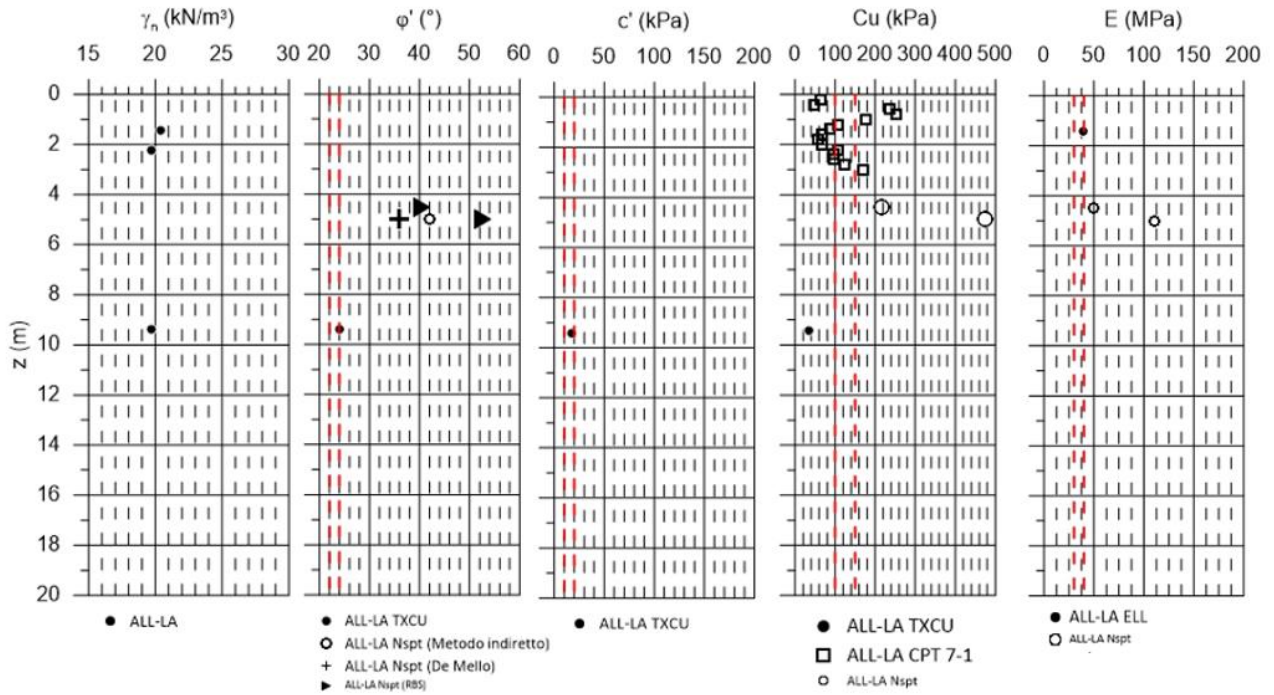 γn (kN/m³) φ' (°) c' (kPa) Cu (kPa) E (MPa)
15 20 25 30 20 30 40 50 60 0 50 100 150 200 0 100 200 300 400 500 0 50 100 150 200
0
2
4
6
8
10
12
14
16
18
20
z (m)
ALL-LA
ALL-LA TXCU
ALL-LA Nspt (Metodo indiretto)
ALL-LA Nspt (De Mello)
ALL-LA Nspt (RBS)
ALL-LA TXCU
ALL-LA TXCU
ALL-LA CPT 7-1
ALL-LA Nspt
ALL-LA ELL
ALL-LA Nspt